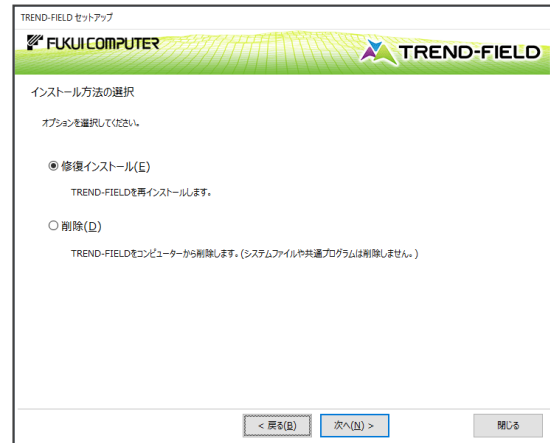 TREND-FIELD セットアップ
FUKUI COMPUTER
TREND-FIELD
インストール方法の選択
オプションを選択してください。
修復インストール(E)
TREND-FIELDを再インストールします。
削除(D)
TREND-FIELDをコンピューターから削除します。(システムファイルや共通プログラムは削除しません。)
< 戻る(B)
次へ(N) >
閉じる